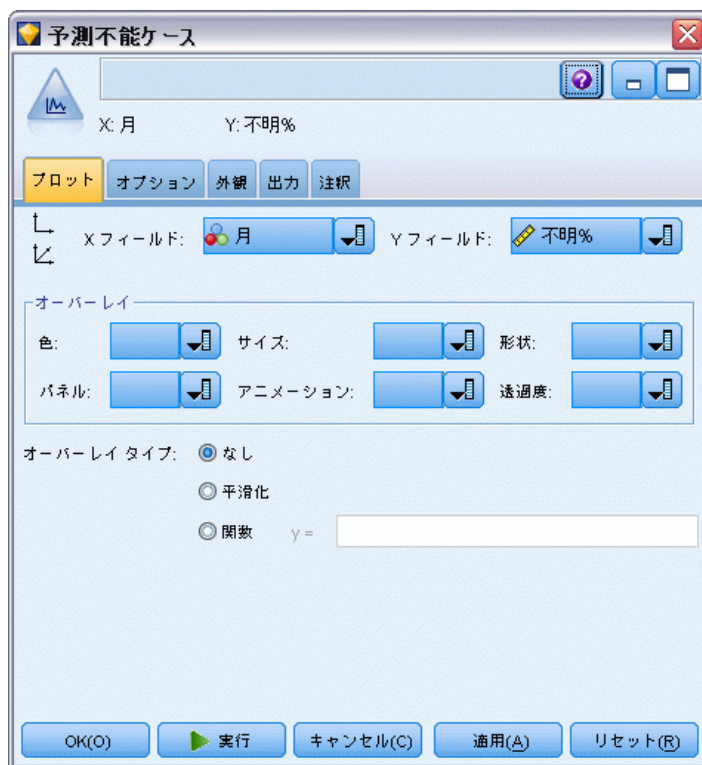 予測不能ケース
X: 月 Y: 不明%
プロット オプション 外観 出力 注釈
X フィールド: 月 Y フィールド: 不明%
オーバーレイ
色: サイズ: 形状:
パネル: アニメーション: 透過度:
オーバーレイ タイプ: なし
平滑化
関数 y =
OK(O) 実行 キャンセル(C) 適用(A) リセット(R)